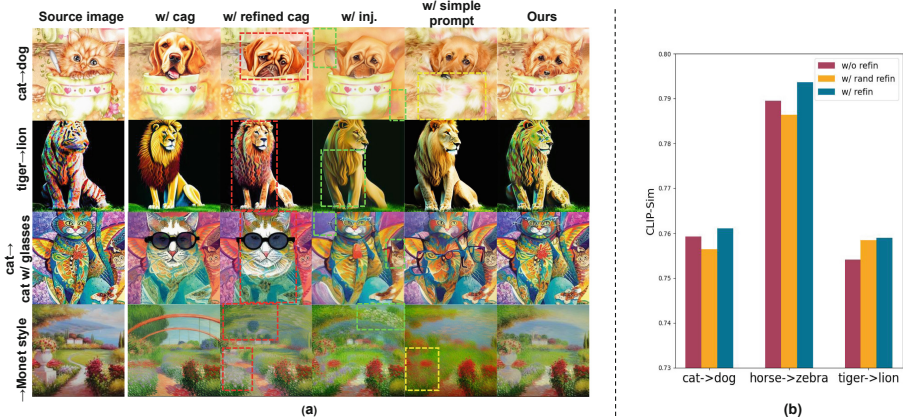 Source image w/ cag w/ refined cag w/ inj. w/ simple prompt Ours
cat→dog
tiger→lion
cat→
cat w/ glasses
→Monet style
(a)
w/o refin
w/ rand refin
w/ refin
CLIP-Sim
0.80
0.79
0.78
0.77
0.76
0.75
0.74
0.73
cat->dog horse->zebra tiger->lion
(b)